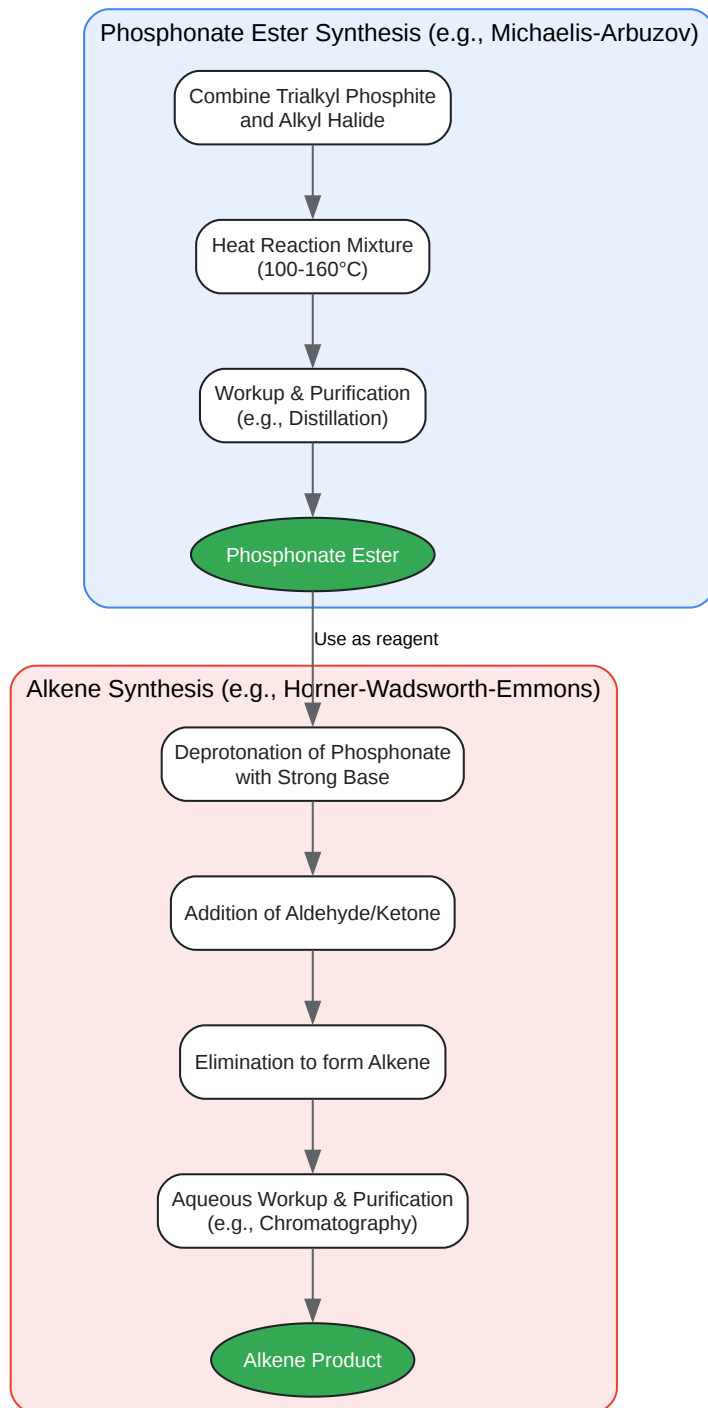 Phosphonate Ester Synthesis (e.g., Michaelis-Arbuzov)
Combine Trialkyl Phosphite
and Alkyl Halide
Heat Reaction Mixture
(100-160°C)
Workup & Purification
(e.g., Distillation)
Phosphonate Ester
Use as reagent
Alkene Synthesis (e.g., Horner-Wadsworth-Emmons)
Deprotonation of Phosphonate
with Strong Base
Addition of Aldehyde/Ketone
Elimination to form Alkene
Aqueous Workup & Purification
(e.g., Chromatography)
Alkene Product